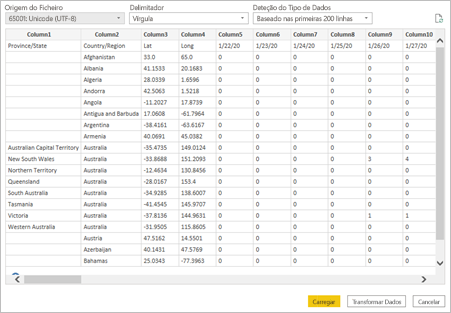 Origem do Ficheiro Delimitador Deteção do Tipo de Dados
65001: Unicode (UTF-8) Vírgula Baseado nas primeiras 200 linhas
Column1 Column2 Column3 Column4 Column5 Column6 Column7 Column8 Column9 Column10
Province/State Country/Region Lat Long 1/22/20 1/23/20 1/24/20 1/25/20 1/26/20 1/27/20
Afghanistan 33.0 65.0 0 0 0 0 0 0
Albania 41.1533 20.1683 0 0 0 0 0 0
Algeria 28.0339 1.6596 0 0 0 0 0 0
Andorra 42.5063 1.5218 0 0 0 0 0 0
Angola -11.2027 17.8739 0 0 0 0 0 0
Antigua and Barbuda 17.0608 -61.7964 0 0 0 0 0 0
Argentina -38.4161 -63.6167 0 0 0 0 0 0
Armenia 40.0691 45.0382 0 0 0 0 0 0
Australian Capital Territory Australia -35.4735 149.0124 0 0 0 0 0 0
New South Wales Australia -33.8688 151.2093 0 0 0 0 3 4
Northern Territory Australia -12.4634 130.8456 0 0 0 0 0 0
Queensland Australia -28.0167 153.4 0 0 0 0 0 0
South Australia Australia -34.9285 138.6007 0 0 0 0 0 0
Tasmania Australia -41.4545 145.9707 0 0 0 0 0 0
Victoria Australia -37.8136 144.9631 0 0 0 0 1 1
Western Australia Australia -31.9505 115.8605 0 0 0 0 0 0
Austria 47.5162 14.5501 0 0 0 0 0 0
Azerbaijan 40.1431 47.5769 0 0 0 0 0 0
Bahamas 25.0343 -77.3963 0 0 0 0 0 0
Carregar Transformar Dados Cancelar